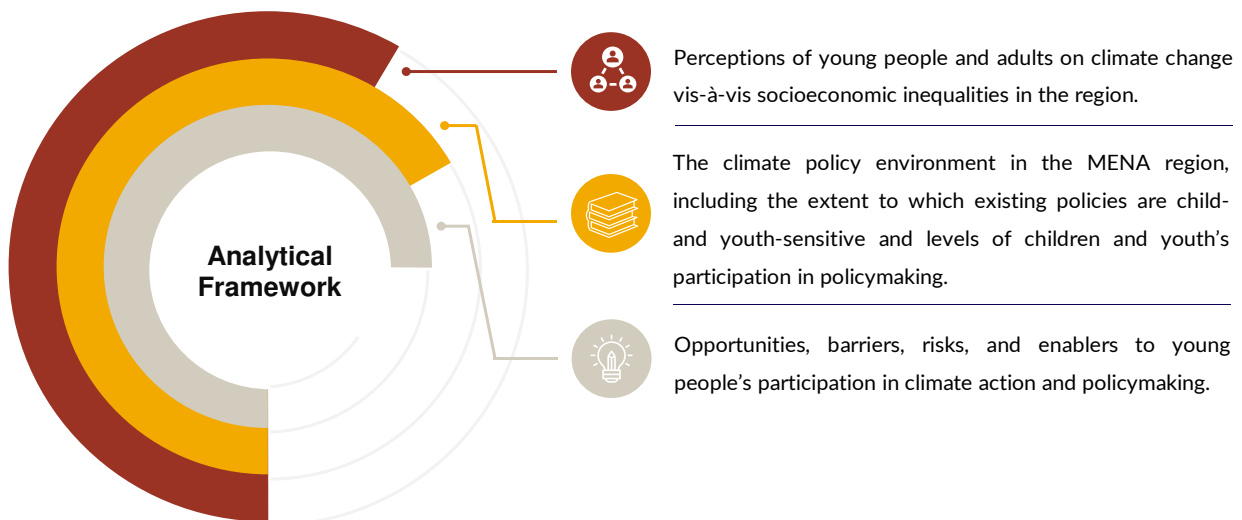 Analytical
Framework
Perceptions of young people and adults on climate change
vis-à-vis socioeconomic inequalities in the region.
The climate policy environment in the MENA region,
including the extent to which existing policies are child-
and youth-sensitive and levels of children and youth’s
participation in policymaking.
Opportunities, barriers, risks, and enablers to young
people’s participation in climate action and policymaking.